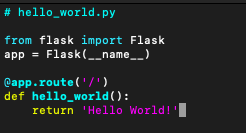 # hello_world.py
from flask import Flask
app = Flask(__name__)
@app.route('/')
def hello_world():
    return 'Hello World!'